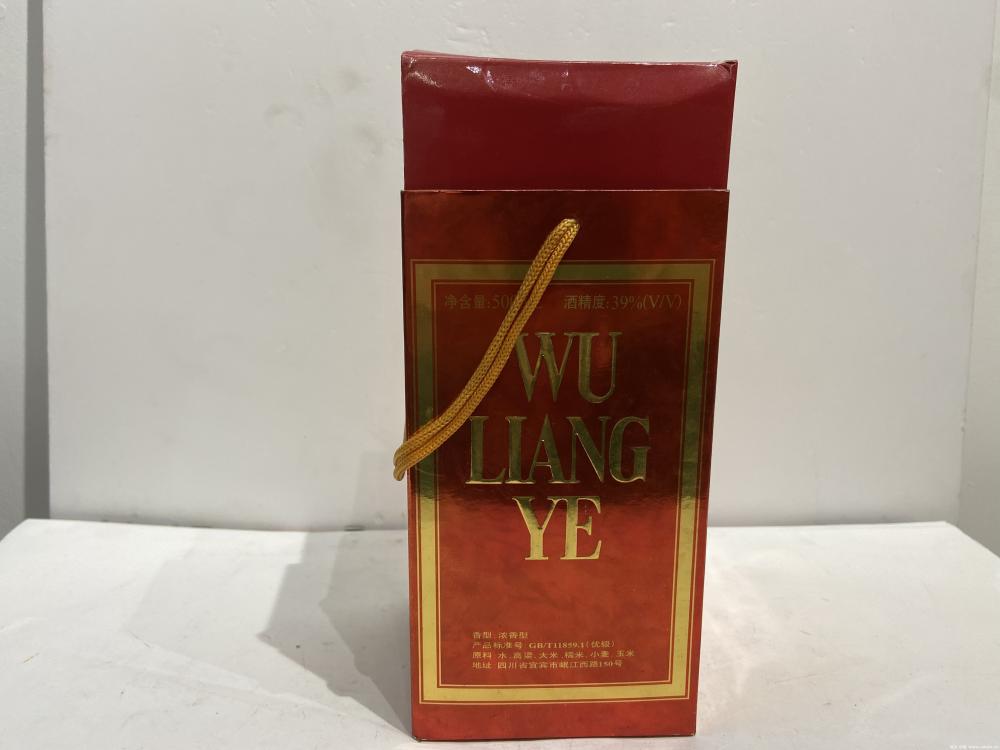 净含量:50 酒精度:39%(V/V)
WU
LIANG
YE
香型 浓香型
产品标准号 GB/T11859.1(优级)
原料 水、高粱、大米、糯米、小麦、玉米
地址 四川省宜宾市岷江西路150号